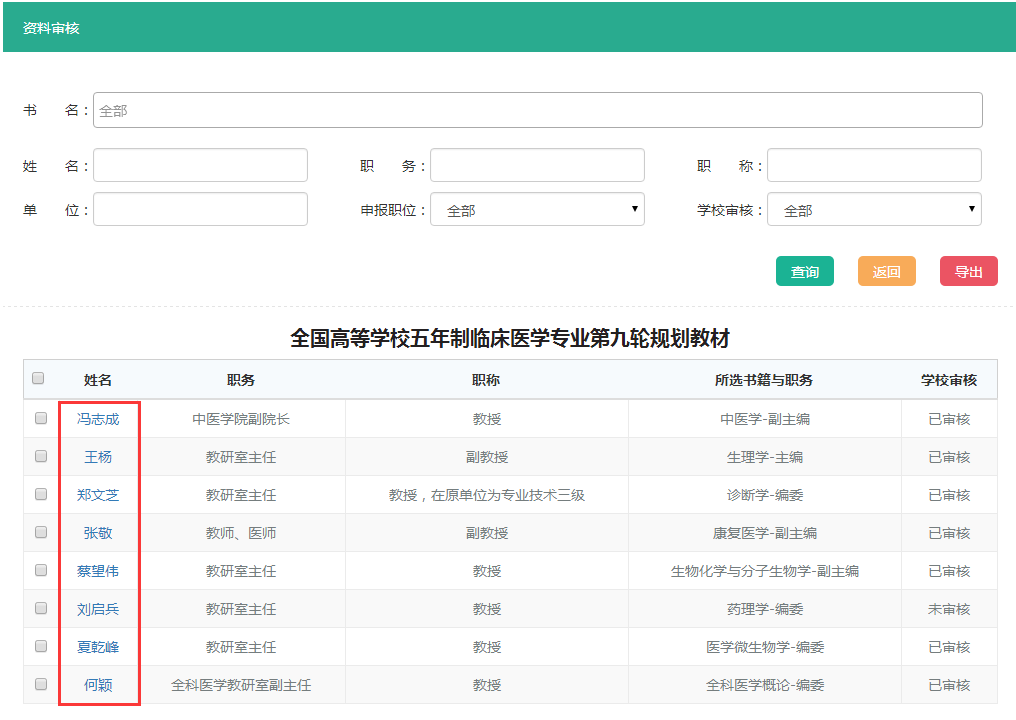 资料审核
书 名： 全部
姓 名： 职 务： 职 称：
单 位： 申报职位： 全部 学校审核： 全部
查询 返回 导出
全国高等学校五年制临床医学专业第九轮规划教材
姓名 职务 职称 所选书籍与职务 学校审核
冯志成 中医学院副院长 教授 中医学-副主编 已审核
王杨 教研室主任 副教授 生理学-主编 已审核
郑文芝 教研室主任 教授，在原单位为专业技术三级 诊断学-编委 已审核
张敬 教师、医师 副教授 康复医学-副主编 已审核
蔡望伟 教研室主任 教授 生物化学与分子生物学-副主编 已审核
刘启兵 教研室主任 教授 药理学-编委 未审核
夏乾峰 教研室主任 教授 医学微生物学-编委 已审核
何颖 全科医学教研室副主任 教授 全科医学概论-编委 已审核